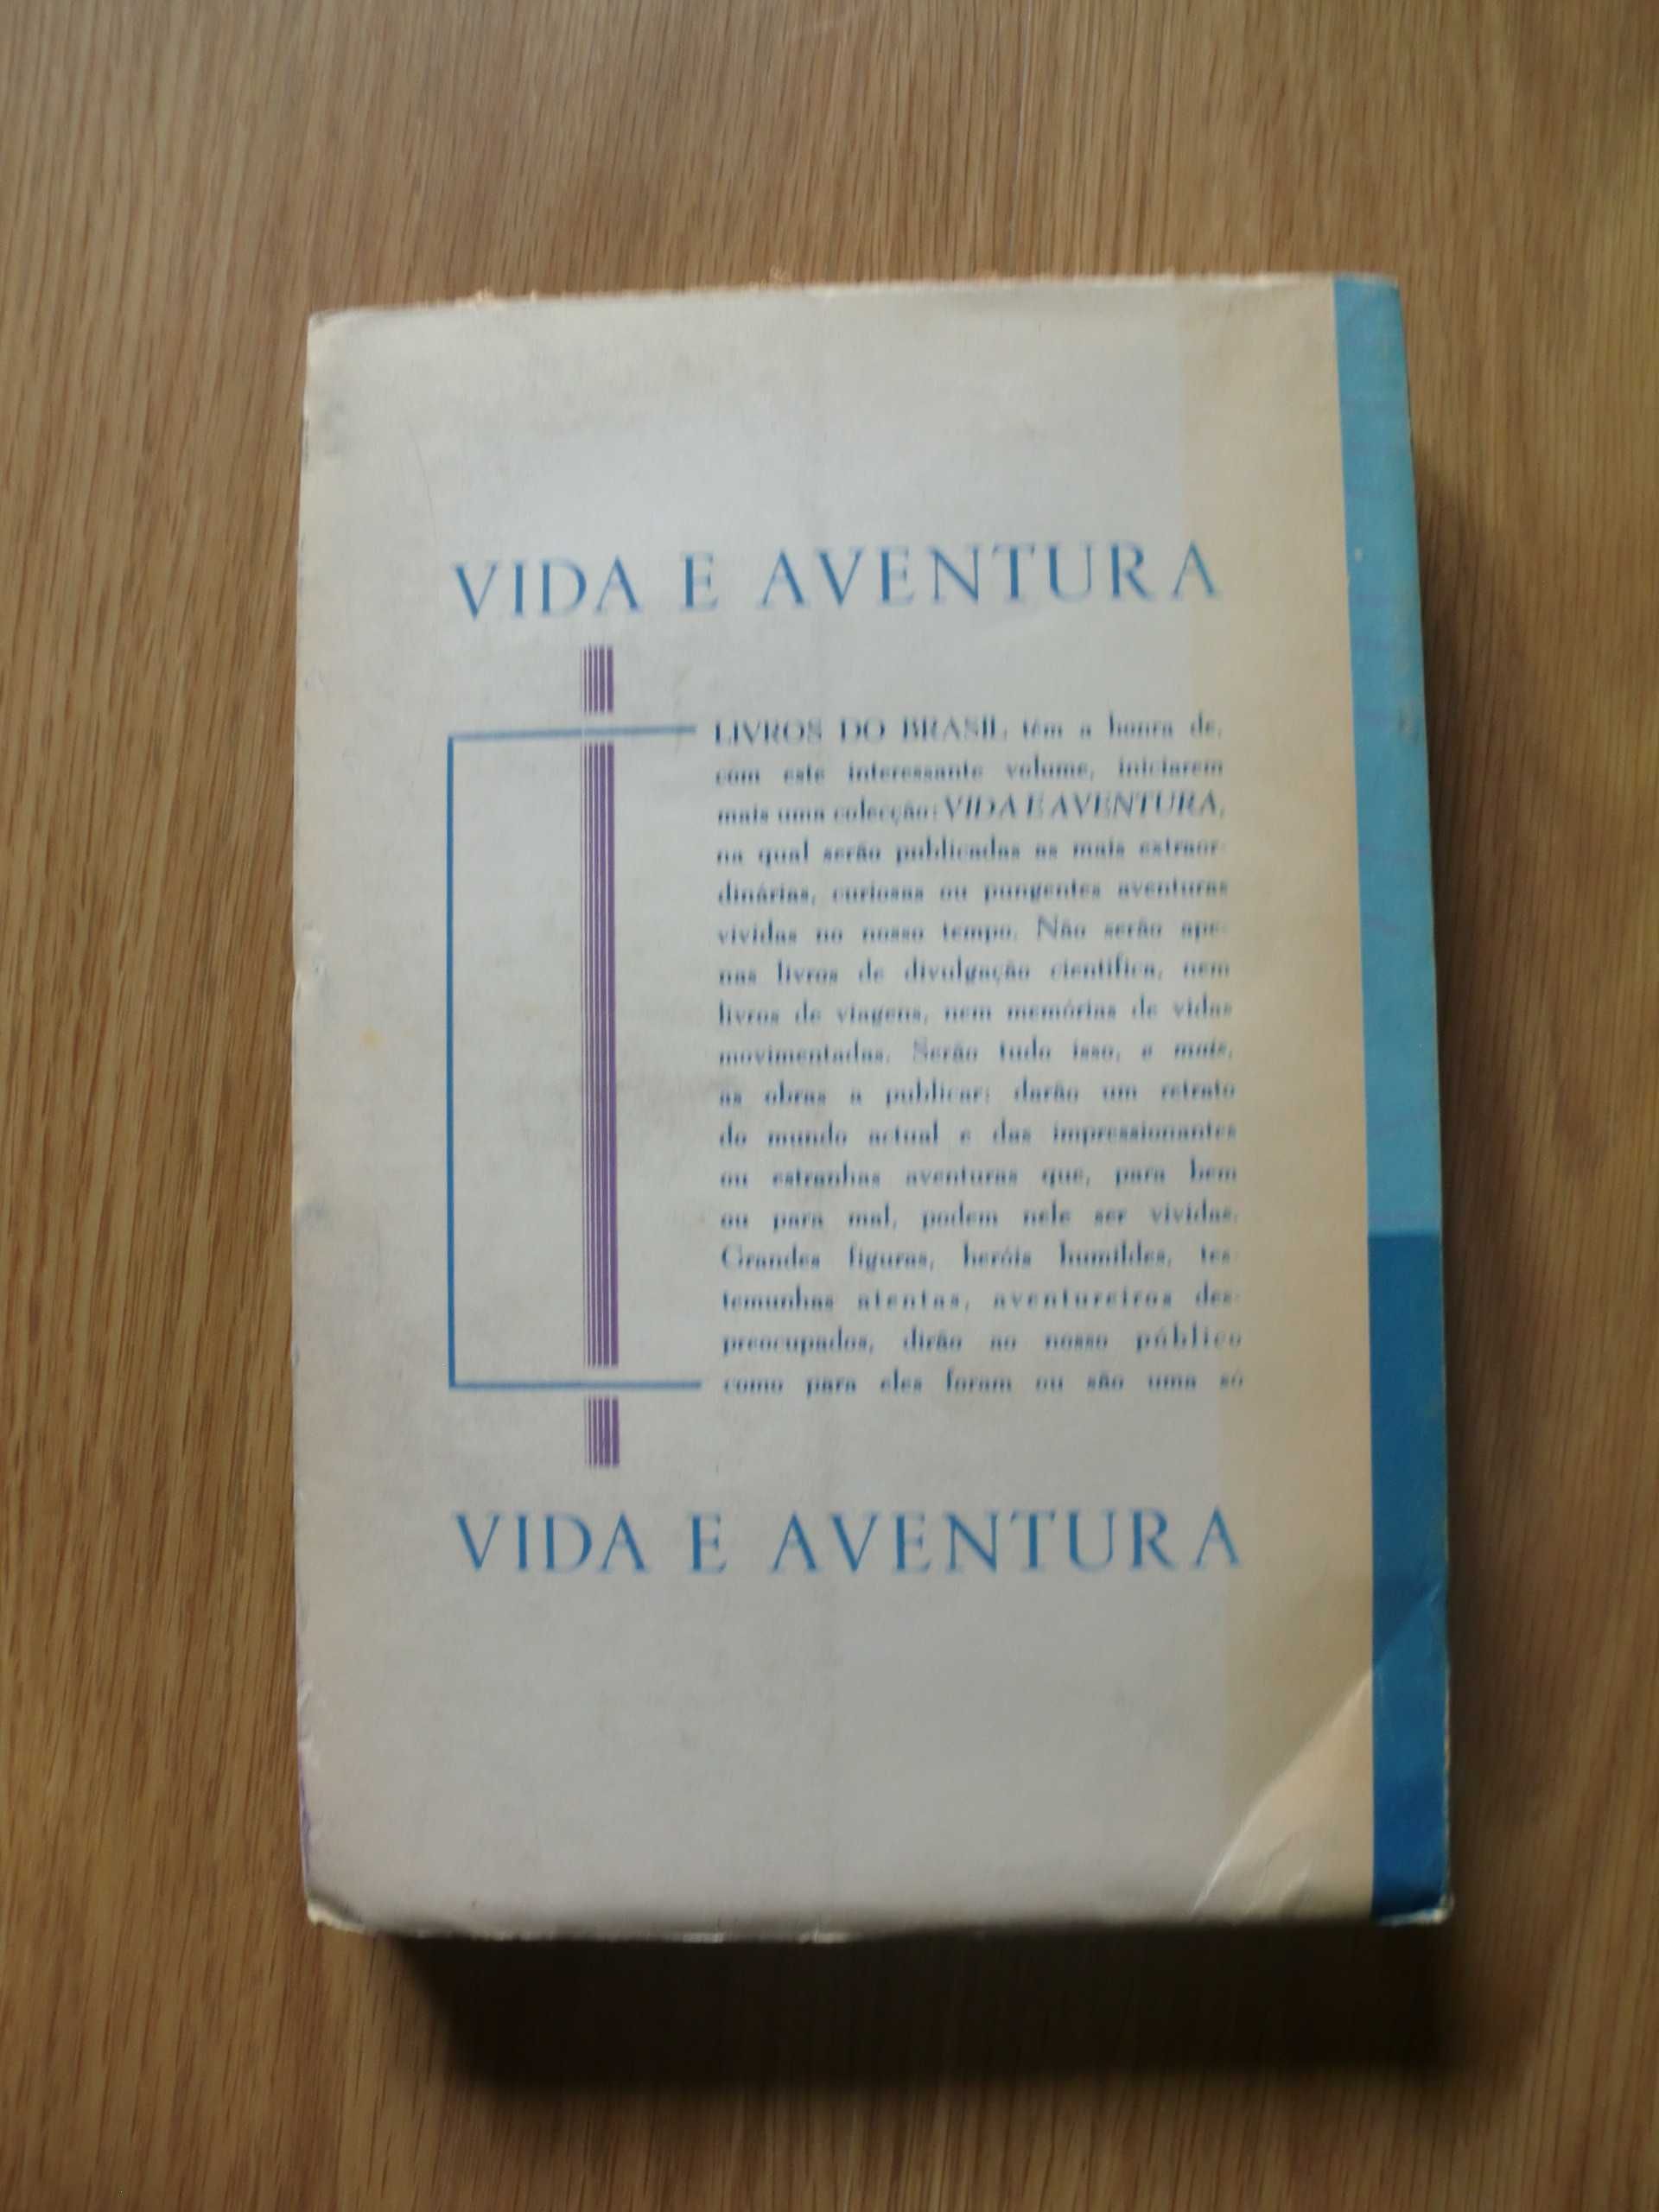 VIDA E AVENTURA
LIVROS DO BRASIL, têm a honra de,
com este interessante volume, iniciarem
mais uma colecção: VIDA E AVENTURA,
na qual serão publicadas as mais extraor-
dinárias, curiosas ou pungentes aventuras
vividas no nosso tempo. Não serão ape-
nas livros de divulgação científica, nem
livros de viagens, nem memórias de vidas
movimentadas. Serão tudo isso, e mais,
as obras a publicar: darão um retrato
do mundo actual e das impressionantes
ou estranhas aventuras que, para bem
ou para mal, podem nele ser vividas.
Grandes figuras, heróis humildes, tes-
temunhas atentas, aventureiros des-
preocupados, dirão ao nosso público
como para eles foram ou são uma só
VIDA E AVENTURA